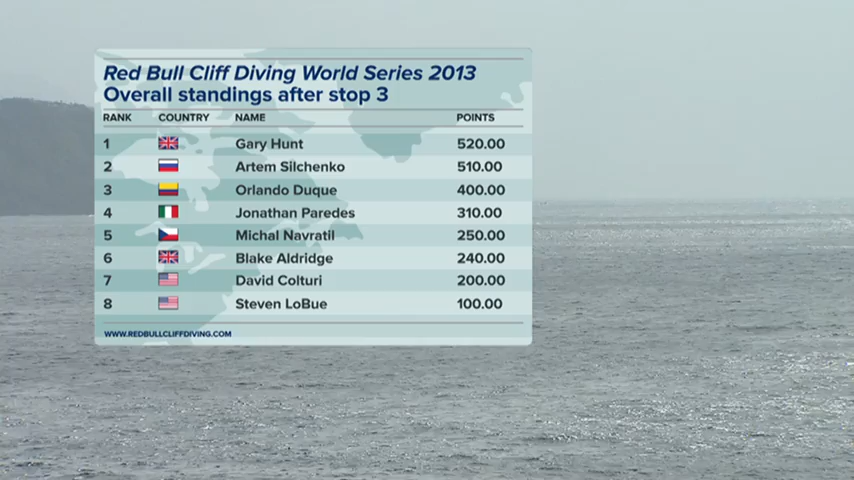 Red Bull Cliff Diving World Series 2013
Overall standings after stop 3
RANK COUNTRY NAME POINTS
1 Gary Hunt 520.00
2 Artem Silchenko 510.00
3 Orlando Duque 400.00
4 Jonathan Paredes 310.00
5 Michal Navratil 250.00
6 Blake Aldridge 240.00
7 David Colturi 200.00
8 Steven LoBue 100.00
WWW.REDBULLCLIFFDIVING.COM